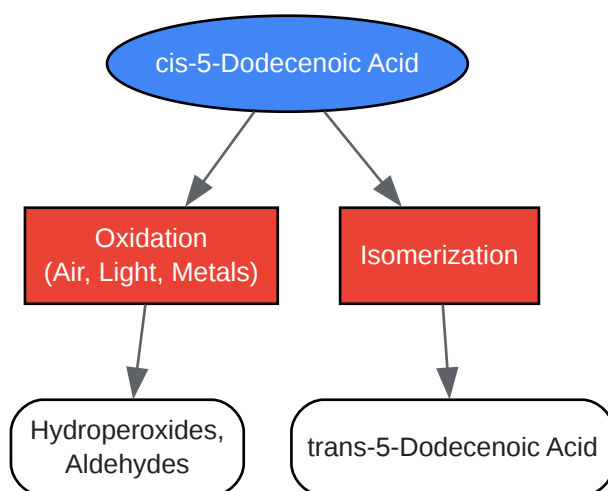 cis-5-Dodecenoic Acid
Oxidation
(Air, Light, Metals)
Isomerization
Hydroperoxides,
Aldehydes
trans-5-Dodecenoic Acid